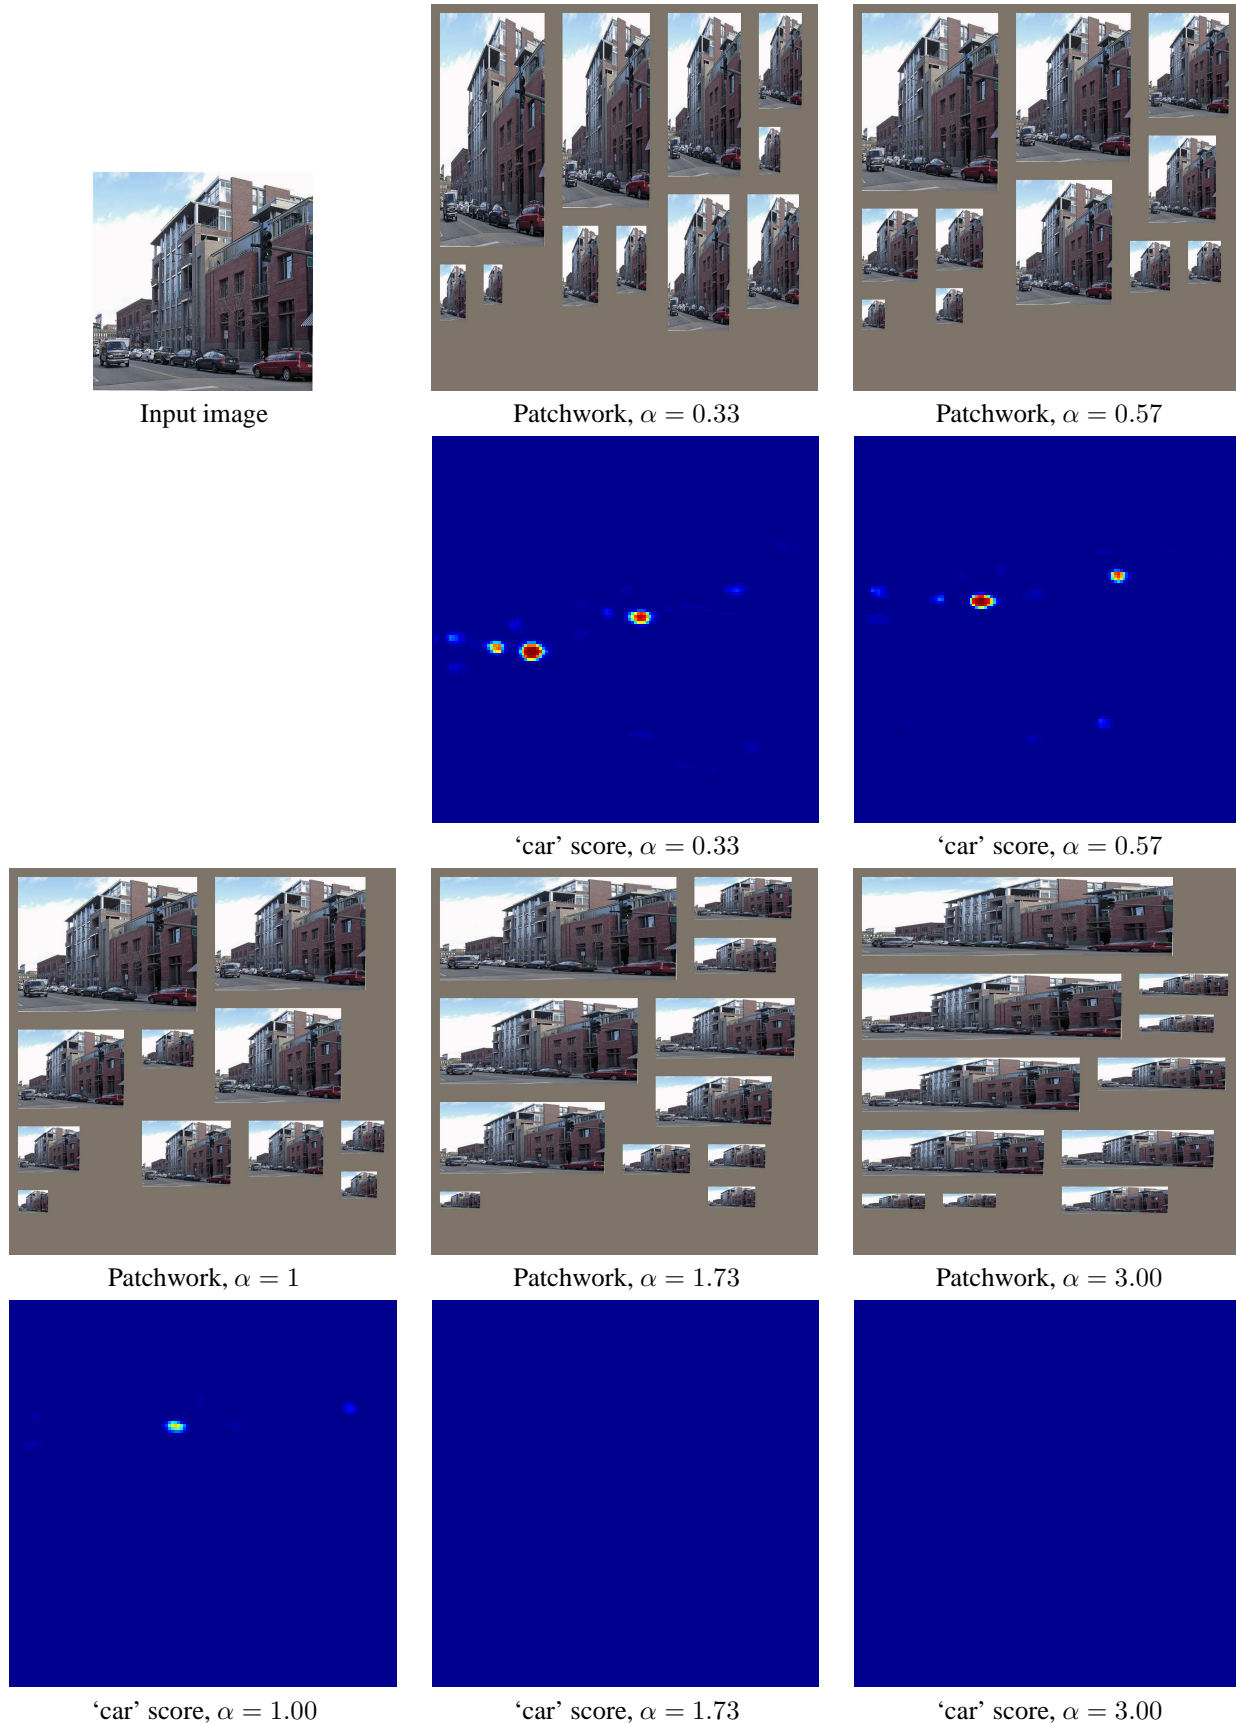 Input image
Patchwork, α = 0.33
Patchwork, α = 0.57
‘car’ score, α = 0.33
‘car’ score, α = 0.57
Patchwork, α = 1
Patchwork, α = 1.73
Patchwork, α = 3.00
‘car’ score, α = 1.00
‘car’ score, α = 1.73
‘car’ score, α = 3.00